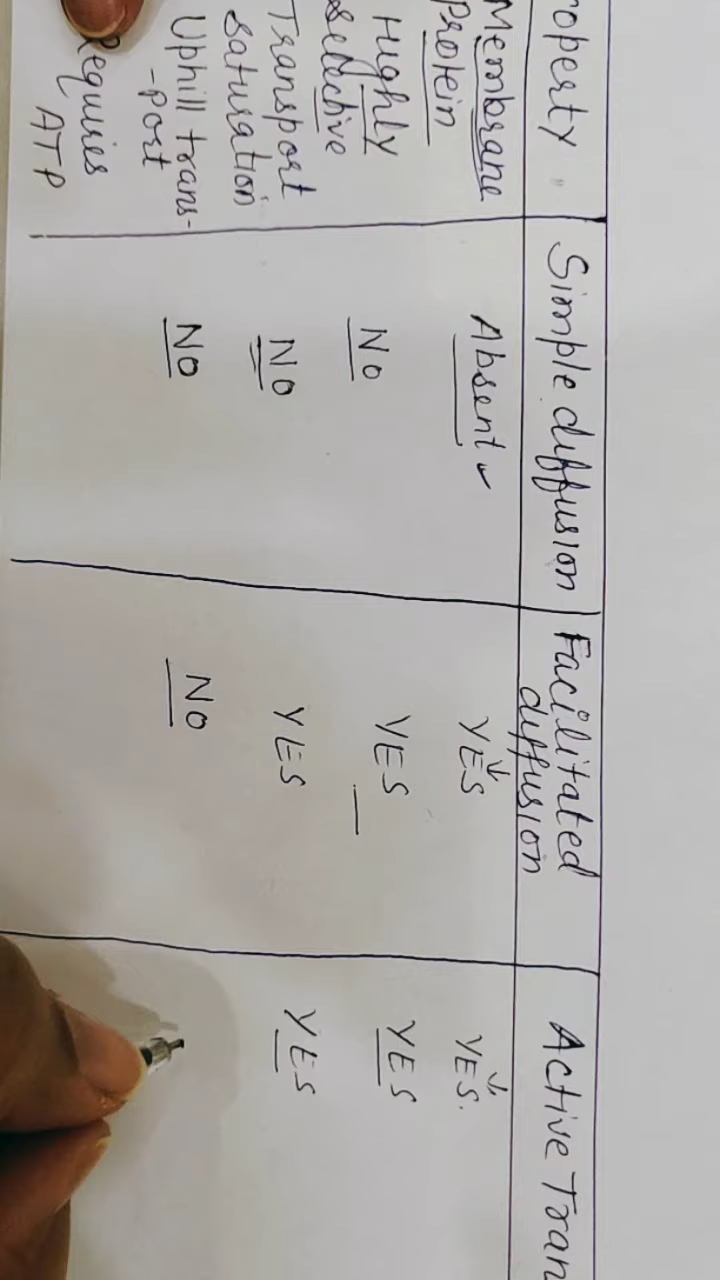 roperty
Simple diffusion
Facilitated
diffusion
Active Tran
Membrane
Protein
Absent
YES
YES.
Highly
selective
No
YES
YES
Transport
saturation
No
YES
YES
Uphill trans-
-port
No
No
Requires
ATP